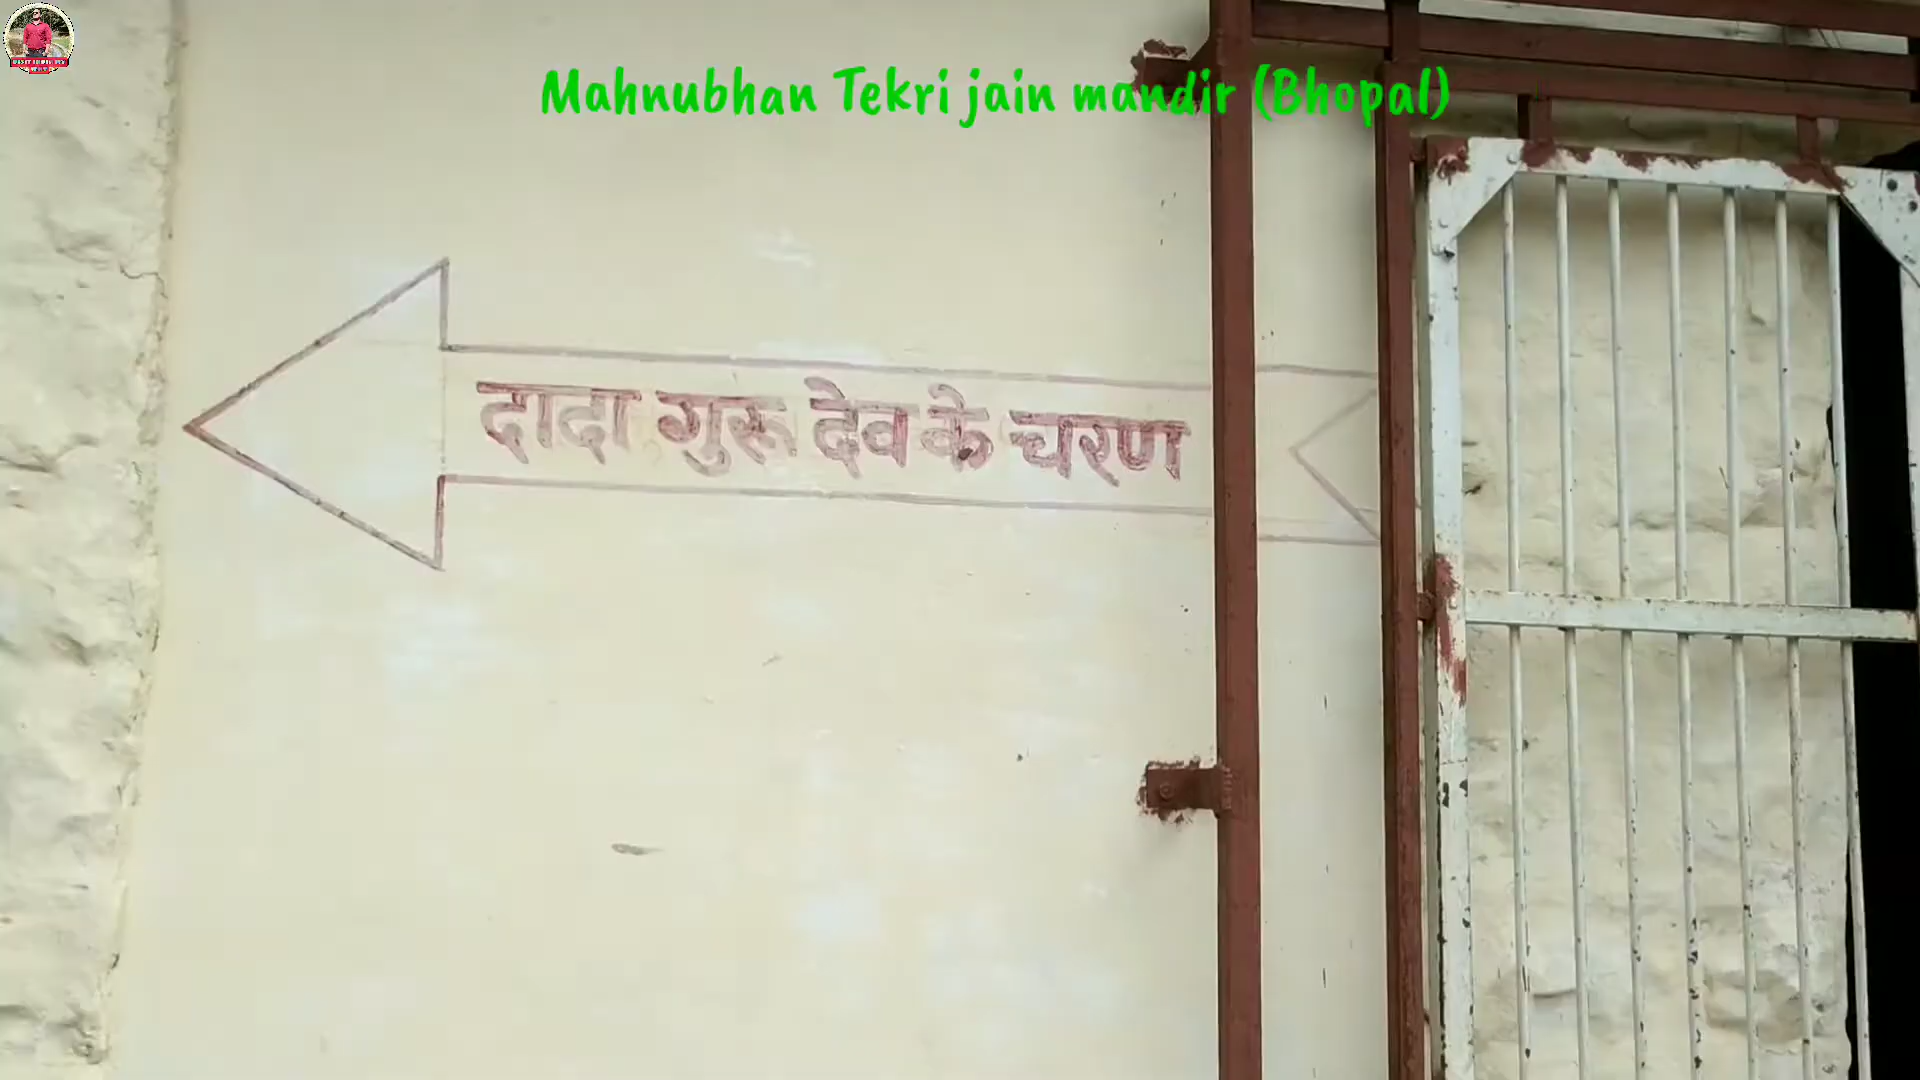 Mahnubhan Tekri jain mandir (Bhopal)
दादा गुरू देव के चरण